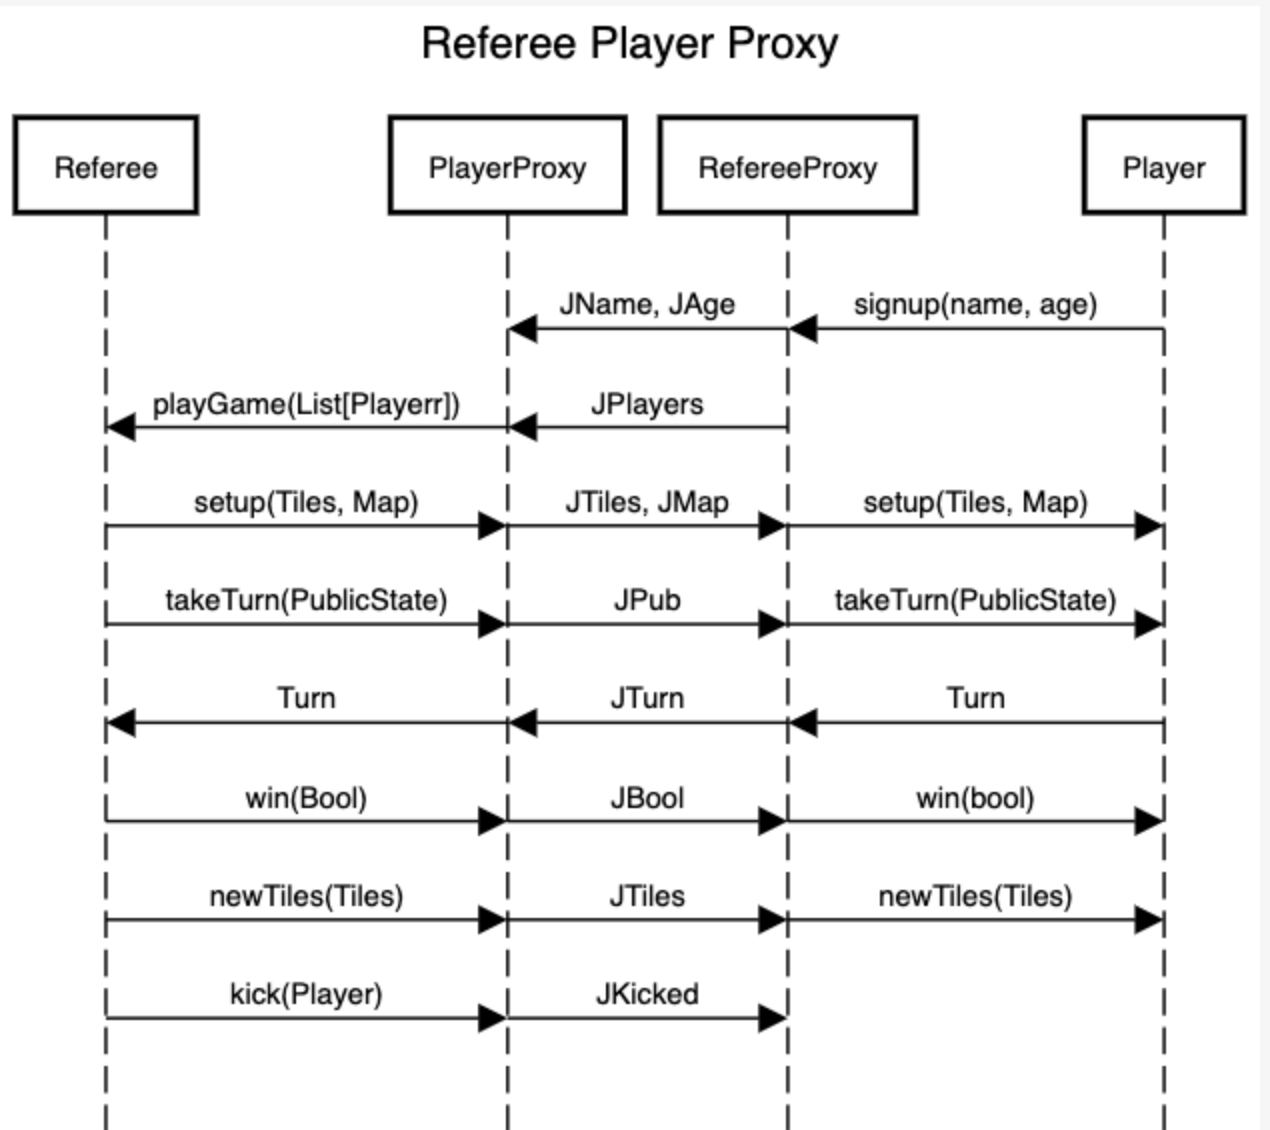 Referee Player Proxy
Referee
PlayerProxy
RefereeProxy
Player
JName, JAge
signup(name, age)
playGame(List[Playerr])
JPlayers
setup(Tiles, Map)
JTiles, JMap
setup(Tiles, Map)
takeTurn(PublicState)
JPub
takeTurn(PublicState)
Turn
JTurn
Turn
win(Bool)
JBool
win(bool)
newTiles(Tiles)
JTiles
newTiles(Tiles)
kick(Player)
JKicked